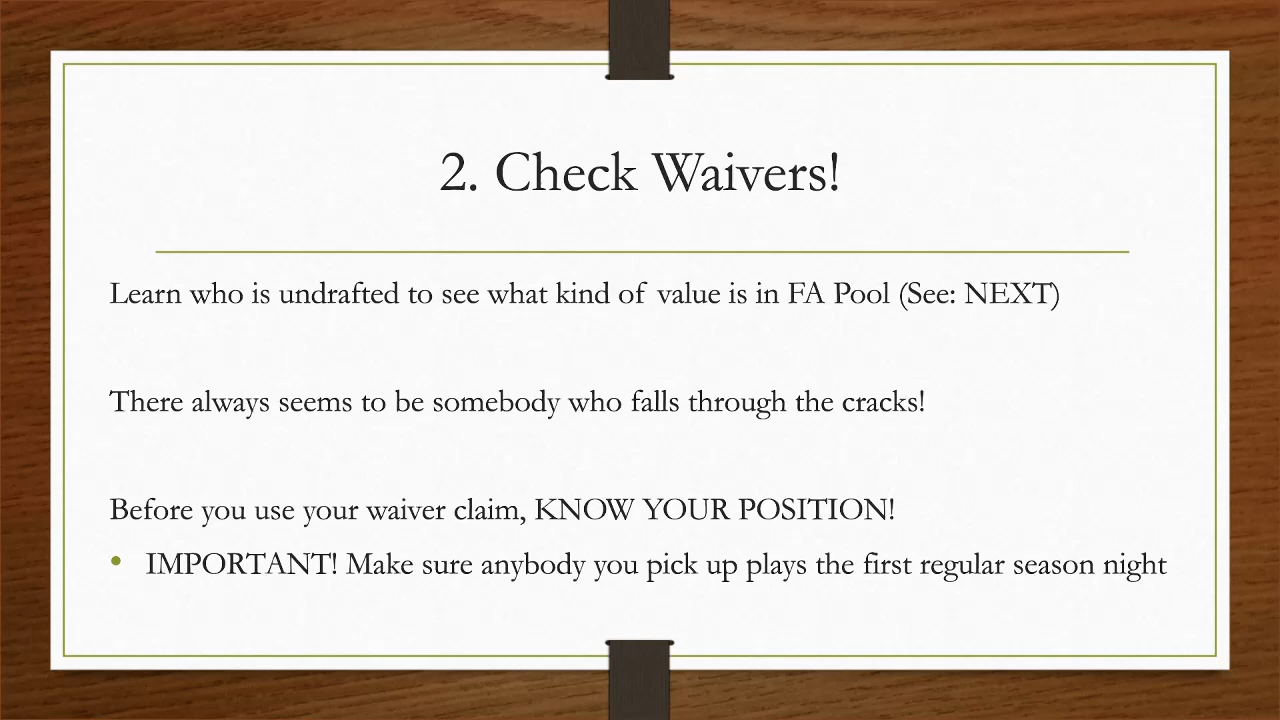 2. Check Waivers!
Learn who is undrafted to see what kind of value is in FA Pool (See: NEXT)
There always seems to be somebody who falls through the cracks!
Before you use your waiver claim, KNOW YOUR POSITION!
• IMPORTANT! Make sure anybody you pick up plays the first regular season night